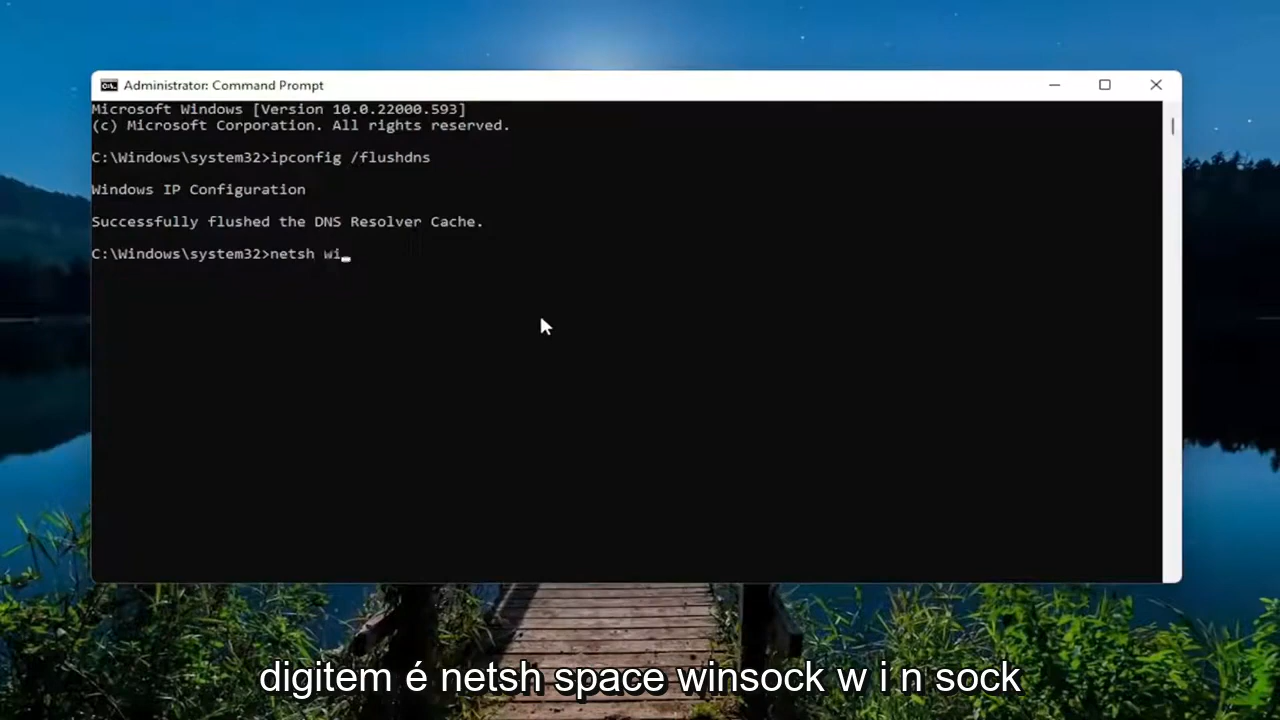 Administrator: Command Prompt
Microsoft Windows [Version 10.0.22000.593]
(c) Microsoft Corporation. All rights reserved.
C:\Windows\system32>ipconfig /flushdns
Windows IP Configuration
Successfully flushed the DNS Resolver Cache.
C:\Windows\system32>netsh wi
digitem é netsh space winsock w i n sock